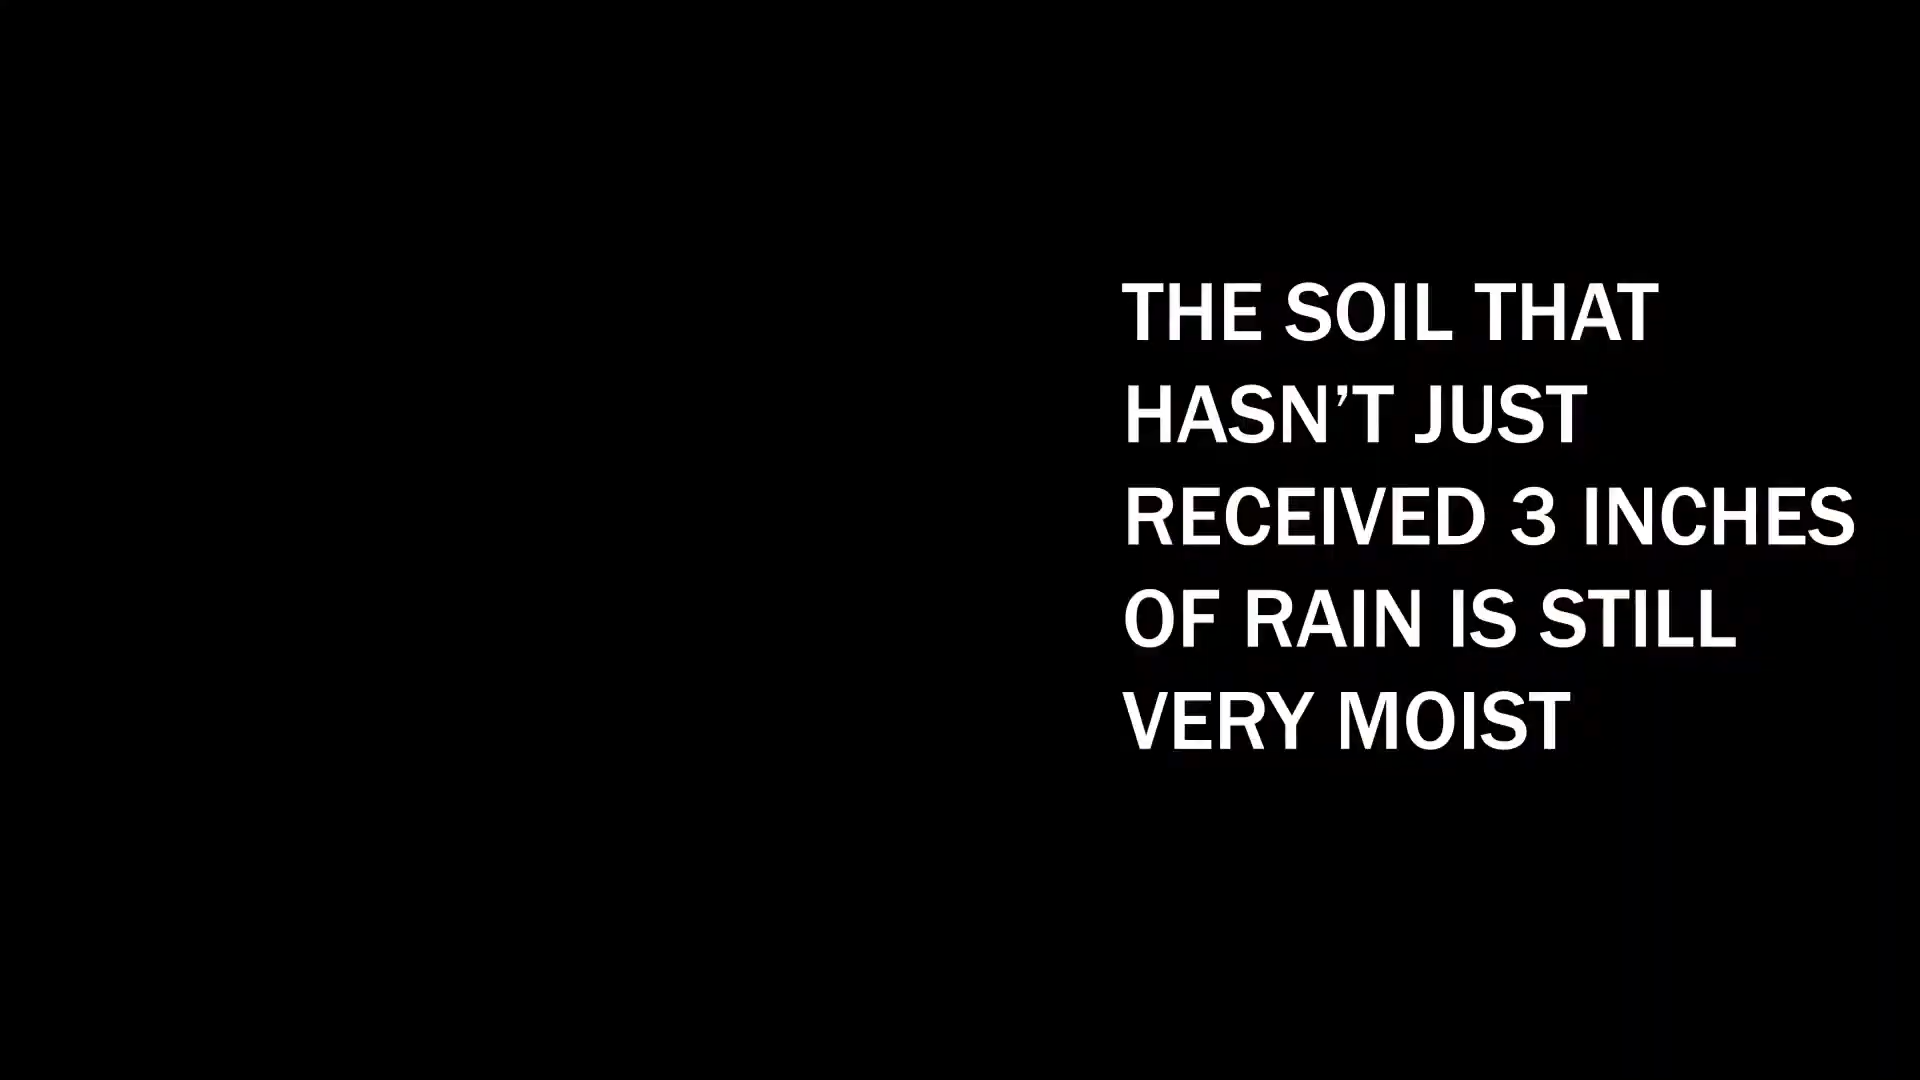 THE SOIL THAT
HASN’T JUST
RECEIVED 3 INCHES
OF RAIN IS STILL
VERY MOIST